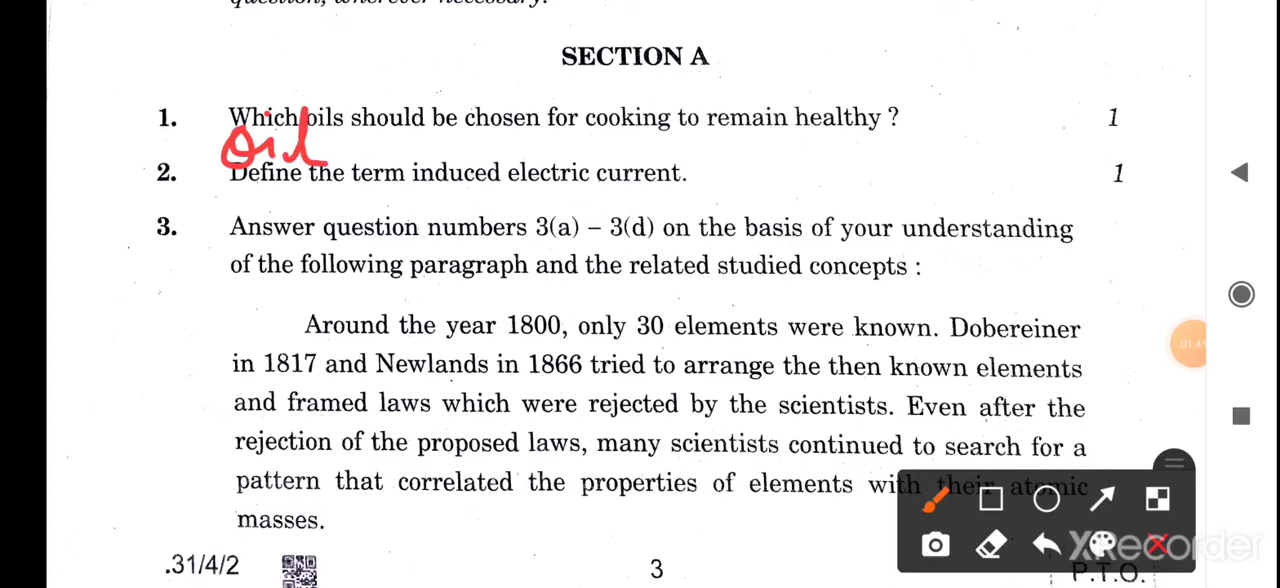 question, wherever necessary.
SECTION A
1. Which oils should be chosen for cooking to remain healthy ? 1
Oil
2. Define the term induced electric current. 1
3. Answer question numbers 3(a) – 3(d) on the basis of your understanding
of the following paragraph and the related studied concepts :
Around the year 1800, only 30 elements were known. Dobereiner
in 1817 and Newlands in 1866 tried to arrange the then known elements
and framed laws which were rejected by the scientists. Even after the
rejection of the proposed laws, many scientists continued to search for a
pattern that correlated the properties of elements with their atomic
masses.
.31/4/2 3 P.T.O.
XRecorder